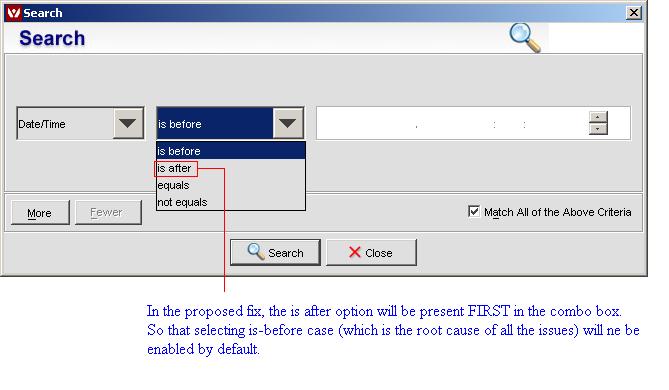 Search
Search
Date/Time
is before
is before
is after
equals
not equals
More
Fewer
Match All of the Above Criteria
Search
Close
In the proposed fix, the is after option will be present FIRST in the combo box.
So that selecting is-before case (which is the root cause of all the issues) will ne be
enabled by default.